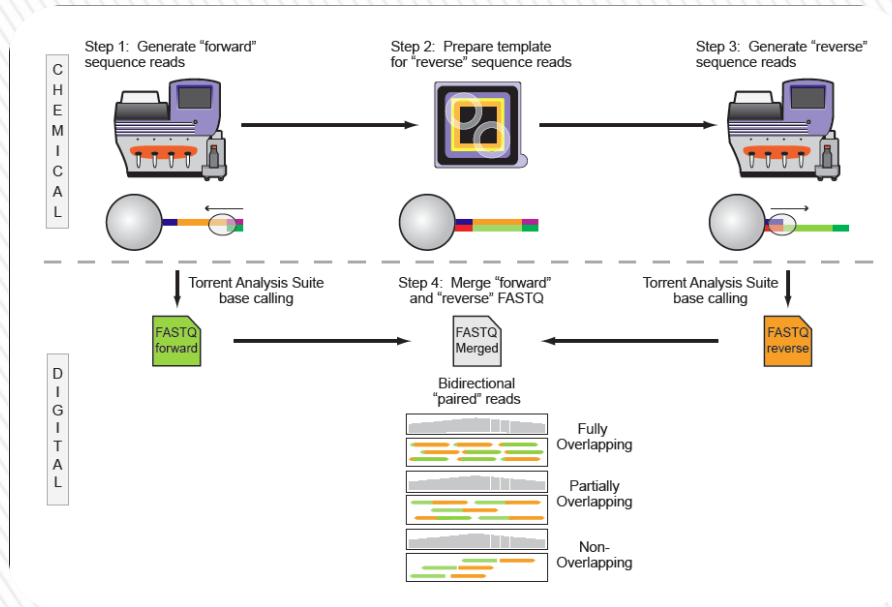 Step 1: Generate “forward”
sequence reads
Step 2: Prepare template
for “reverse” sequence reads
Step 3: Generate “reverse”
sequence reads
CHEMICAL
Torrent Analysis Suite
base calling
Step 4: Merge “forward”
and “reverse” FASTQ
Torrent Analysis Suite
base calling
FASTQ
forward
FASTQ
Merged
FASTQ
reverse
DIGITAL
Bidirectional
“paired” reads
Fully
Overlapping
Partially
Overlapping
Non-
Overlapping